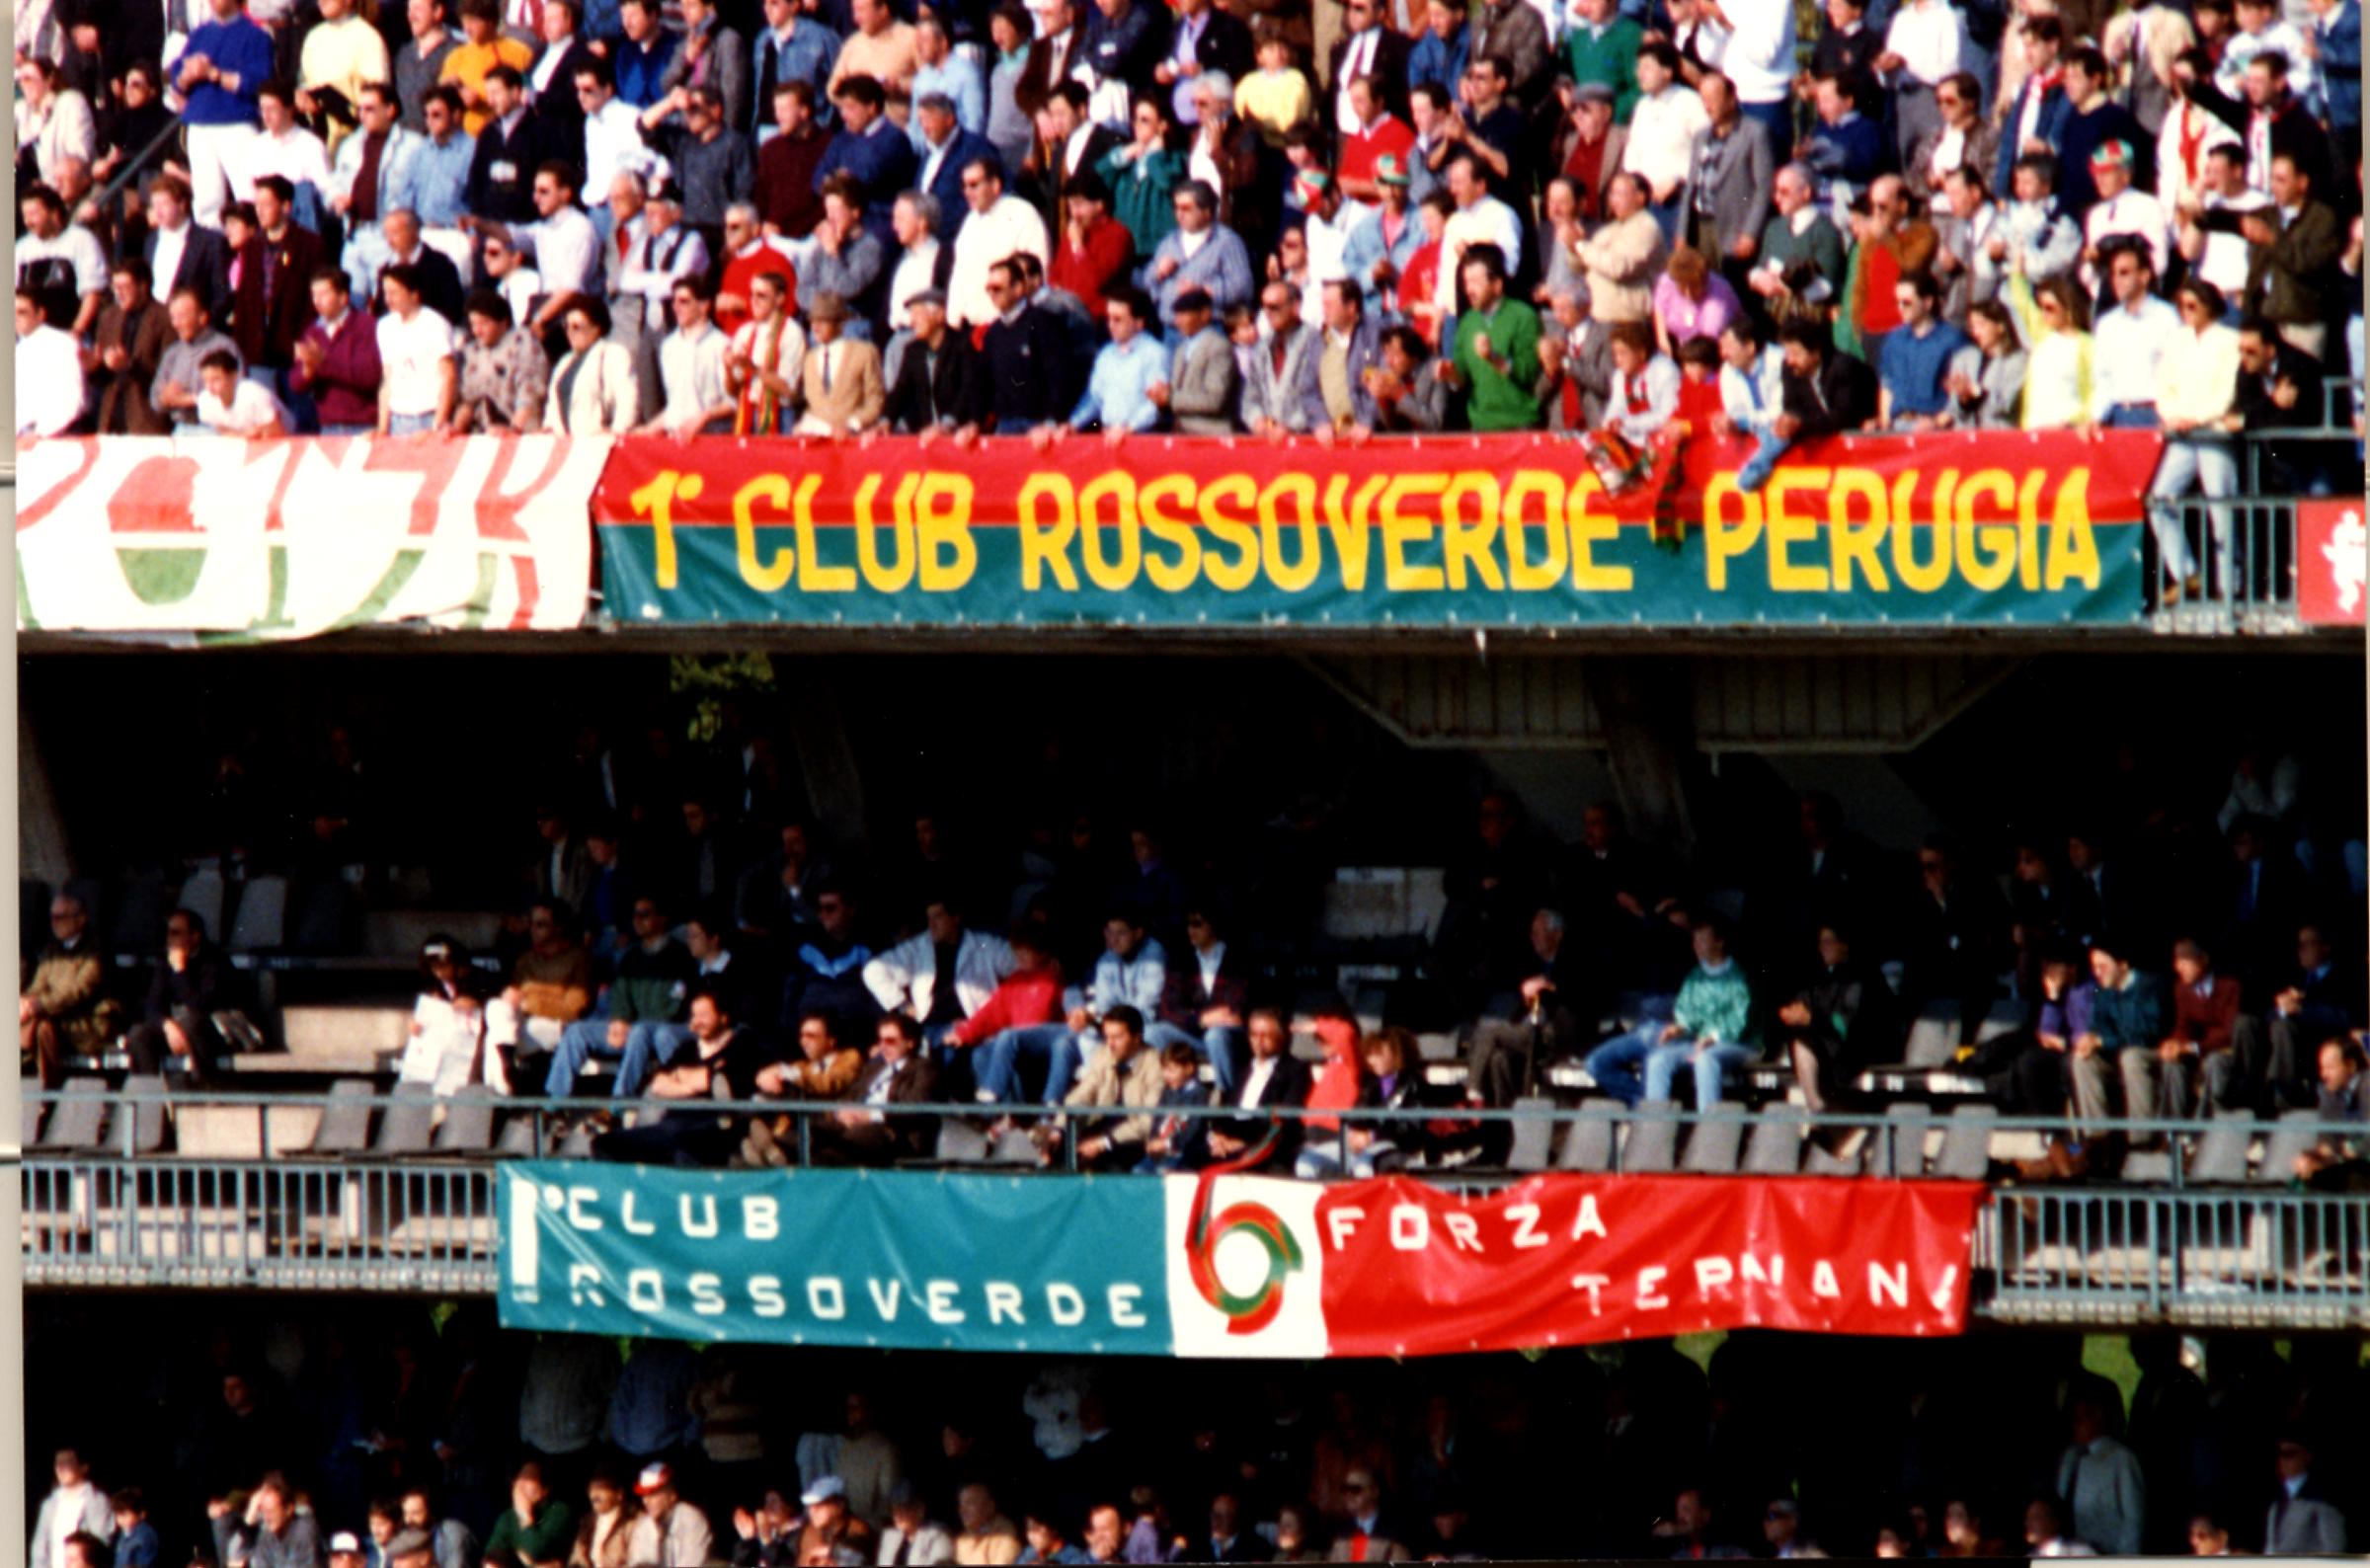 1° CLUB ROSSOVERDE PERUGIA
1° CLUB
ROSSOVERDE
FORZA
TERNANA